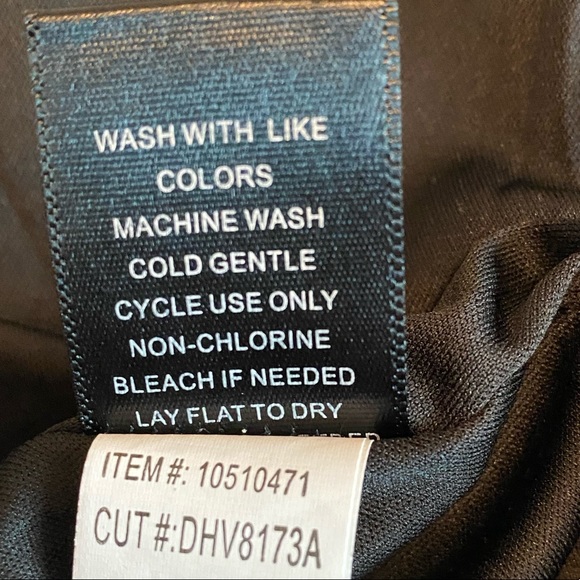 WASH WITH LIKE
COLORS
MACHINE WASH
COLD GENTLE
CYCLE USE ONLY
NON-CHLORINE
BLEACH IF NEEDED
LAY FLAT TO DRY
ITEM #: 10510471
CUT #:DHV8173A